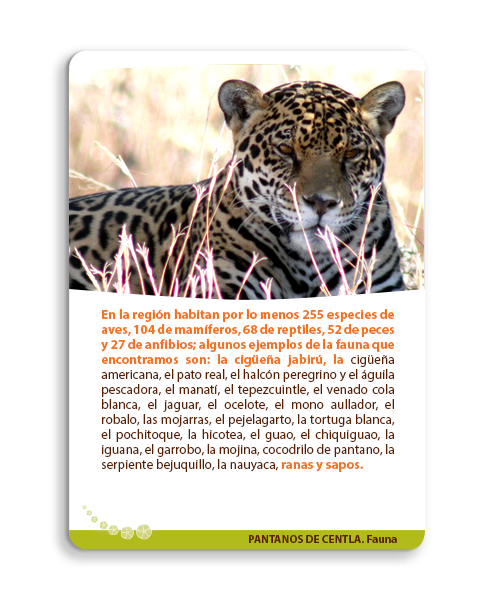 En la región habitan por lo menos 255 especies de
aves, 104 de mamíferos, 68 de reptiles, 52 de peces
y 27 de anfibios; algunos ejemplos de la fauna que
encontramos son: la cigüeña jabirú, la cigüeña
americana, el pato real, el halcón peregrino y el águila
pescadora, el manatí, el tepezcuintle, el venado cola
blanca, el jaguar, el ocelote, el mono aullador, el
robalo, las mojarras, el pejelagarto, la tortuga blanca,
el pochitoque, la hicotea, el guao, el chiquiguao, la
iguana, el garrobo, la mojina, cocodrilo de pantano, la
serpiente bejuquillo, la nauyaca, ranas y sapos.
PANTANOS DE CENTLA. Fauna